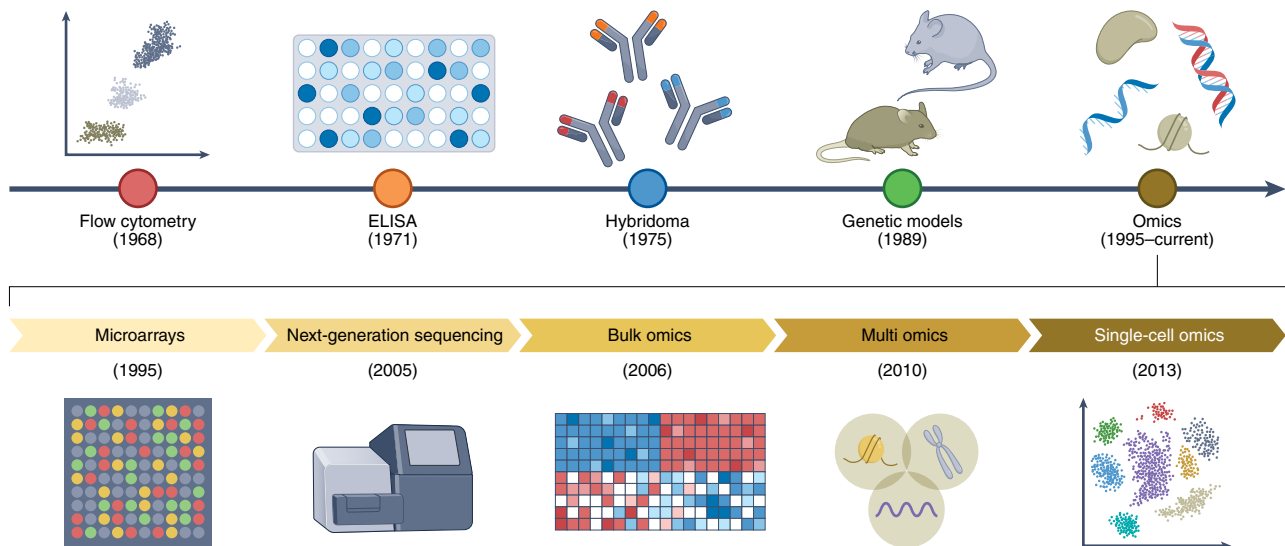 Flow cytometry
(1968)
ELISA
(1971)
Hybridoma
(1975)
Genetic models
(1989)
Omics
(1995–current)
Microarrays
Next-generation sequencing
Bulk omics
Multi omics
Single-cell omics
(1995)
(2005)
(2006)
(2010)
(2013)